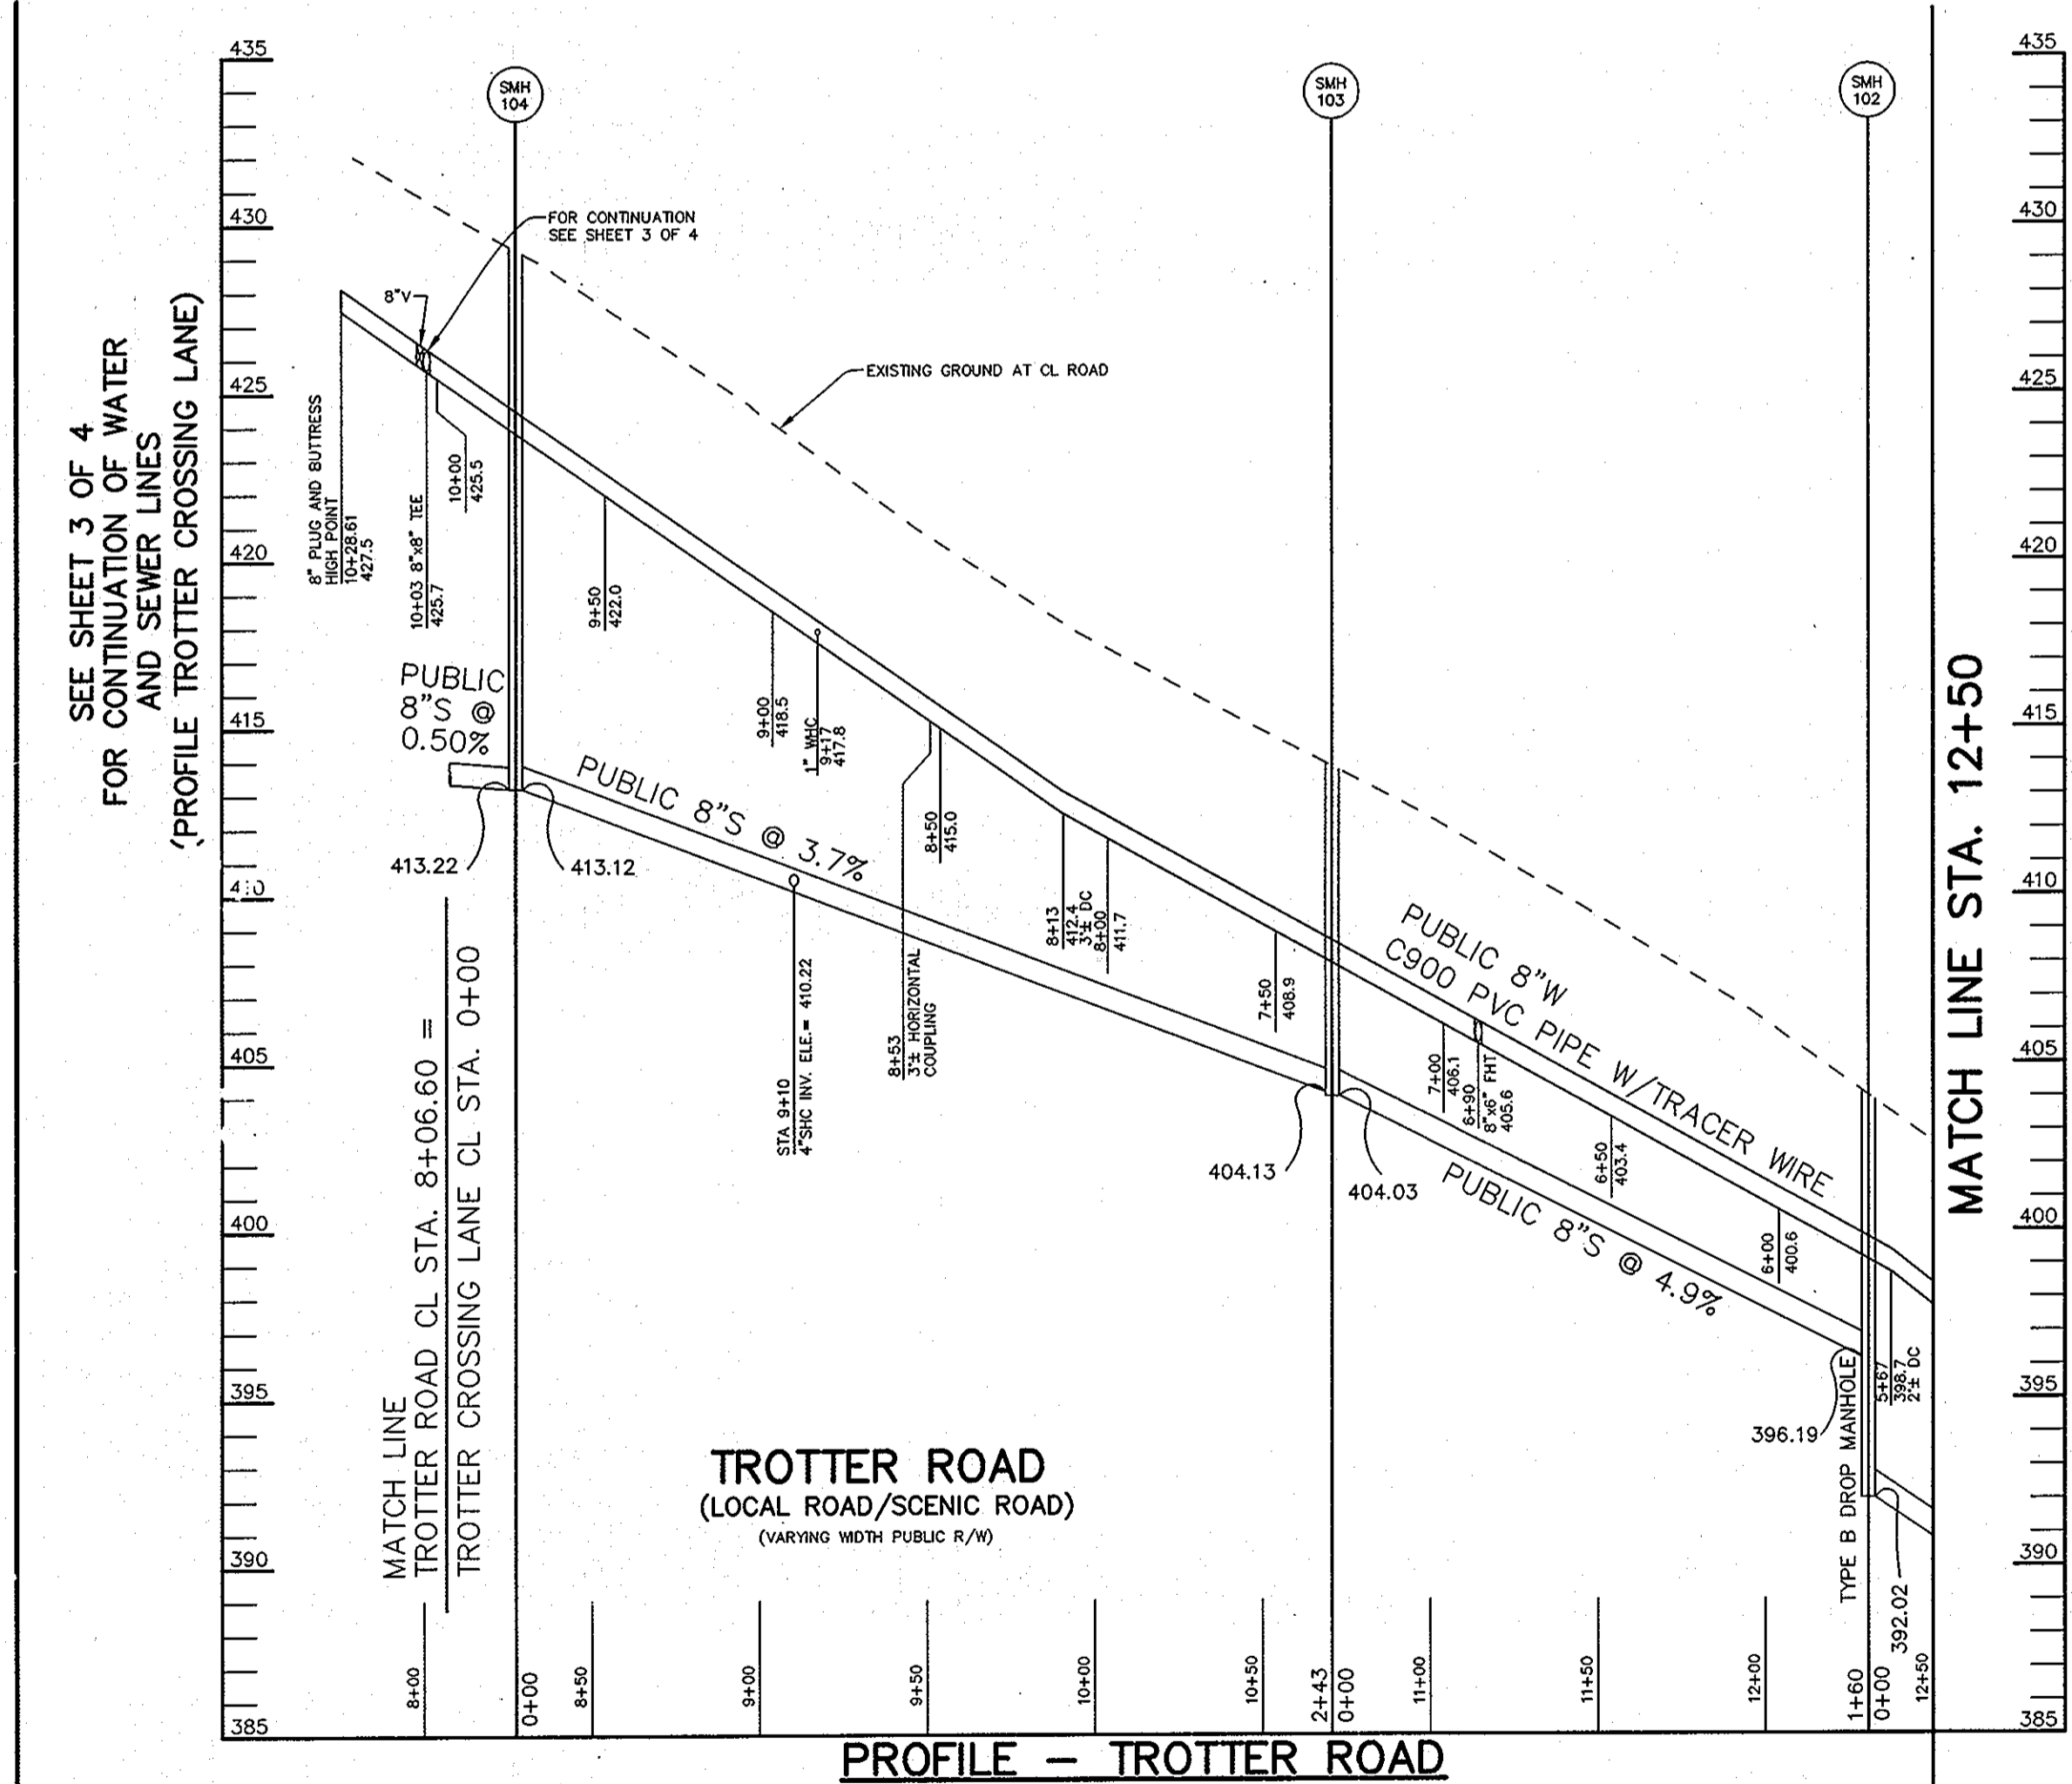 SEE SHEET 3 OF 4
FOR CONTINUATION OF WATER
AND SEWER LINES
(PROFILE TROTTER CROSSING LANE)
435
430
425
420
415
410
405
400
395
390
385
SMH
104
SMH
103
SMH
102
FOR CONTINUATION
SEE SHEET 3 OF 4
8"V
EXISTING GROUND AT CL ROAD
8" PLUG AND BUTTRESS
HIGH POINT
10+28.61
427.5
10+03 8"x8" TEE
425.7
10+00
425.5
9+50
422.0
9+00
418.5
1" WHC
9+17
417.8
8+53
3°± HORIZONTAL
COUPLING
8+50
415.0
8+13
412.4
3°± DC
8+00
411.7
7+50
408.9
7+00
406.1
6+90
8"x6" FHT
405.6
6+50
403.4
6+00
400.6
5+67
398.7
2°± DC
PUBLIC
8"S @
0.50%
PUBLIC 8"S @ 3.7%
413.22
413.12
STA 9+10
4"SHC INV. ELE.= 410.22
PUBLIC 8"W
C900 PVC PIPE W/TRACER WIRE
PUBLIC 8"S @ 4.9%
404.13
404.03
396.19
TYPE B DROP MANHOLE
392.02
MATCH LINE
TROTTER ROAD CL STA. 8+06.60 =
TROTTER CROSSING LANE CL STA. 0+00
TROTTER ROAD
(LOCAL ROAD/SCENIC ROAD)
(VARYING WIDTH PUBLIC R/W)
MATCH LINE STA. 12+50
435
430
425
420
415
410
405
400
395
390
385
8+00
0+00
8+50
9+00
9+50
10+00
10+50
2+43
0+00
11+00
11+50
12+00
1+60
0+00
12+50
PROFILE – TROTTER ROAD